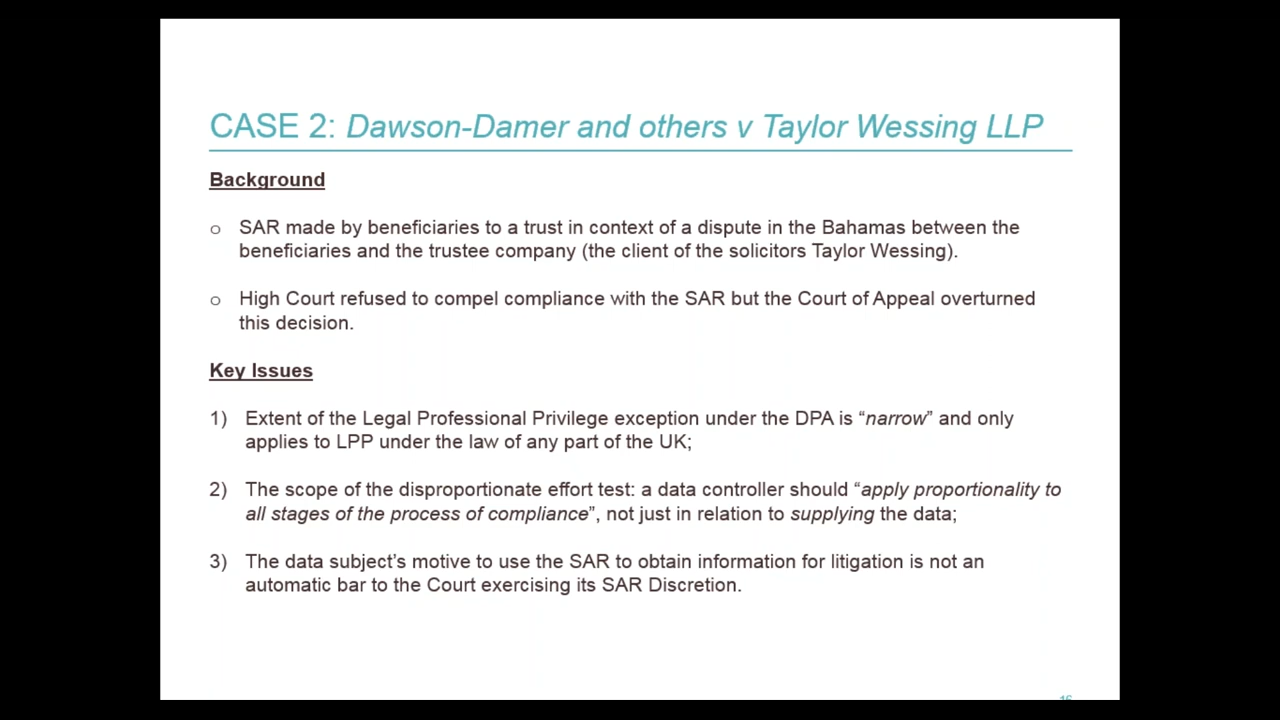 CASE 2: Dawson-Damer and others v Taylor Wessing LLP
Background
o SAR made by beneficiaries to a trust in context of a dispute in the Bahamas between the
beneficiaries and the trustee company (the client of the solicitors Taylor Wessing).
o High Court refused to compel compliance with the SAR but the Court of Appeal overturned
this decision.
Key Issues
1) Extent of the Legal Professional Privilege exception under the DPA is “narrow” and only
applies to LPP under the law of any part of the UK;
2) The scope of the disproportionate effort test: a data controller should “apply proportionality to
all stages of the process of compliance”, not just in relation to supplying the data;
3) The data subject’s motive to use the SAR to obtain information for litigation is not an
automatic bar to the Court exercising its SAR Discretion.